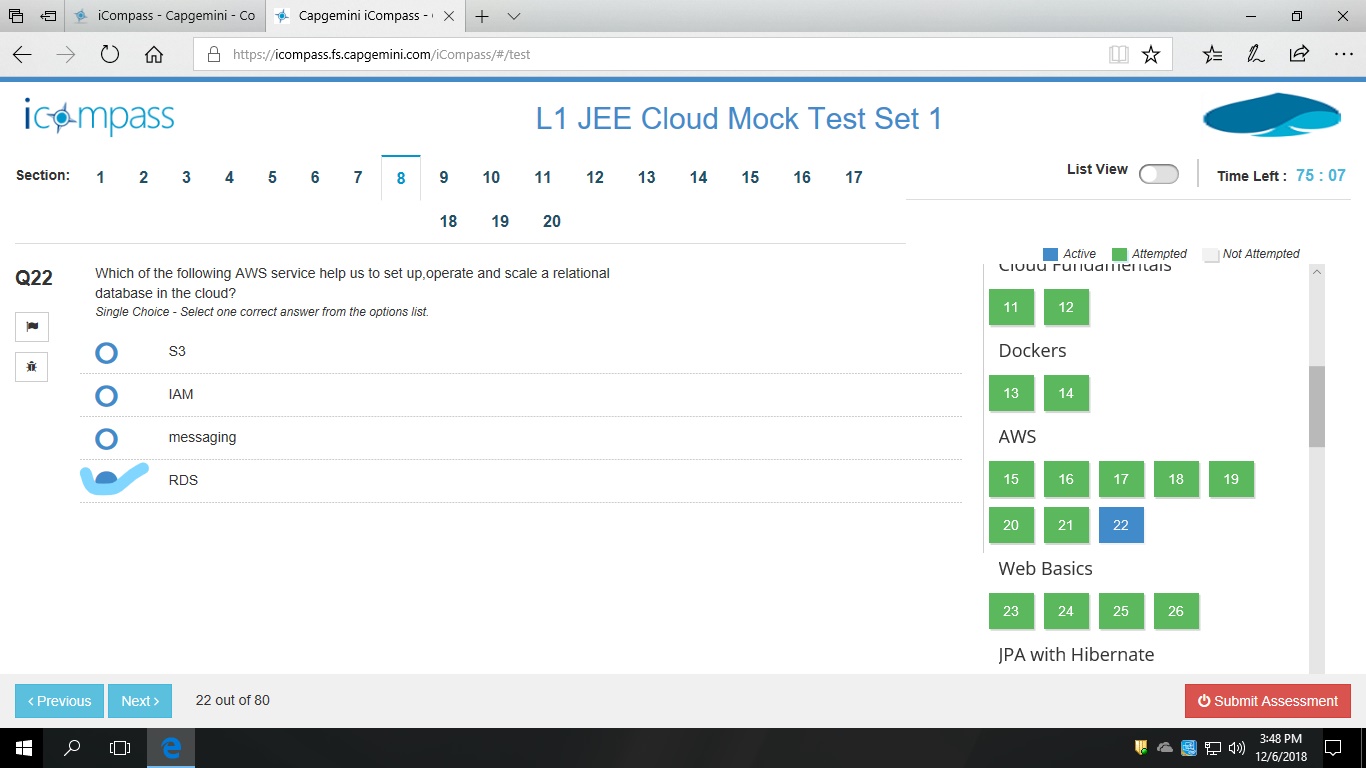 iCompass - Capgemini - Co
Capgemini iCompass -
https://icompass.fs.capgemini.com/iCompass/#/test
icompass
L1 JEE Cloud Mock Test Set 1
Section: 1 2 3 4 5 6 7 8 9 10 11 12 13 14 15 16 17
18 19 20
List View
Time Left : 75 : 07
Active Attempted Not Attempted
Q22
Which of the following AWS service help us to set up,operate and scale a relational
database in the cloud?
Single Choice - Select one correct answer from the options list.
S3
IAM
messaging
RDS
Cloud Fundamentals
11 12
Dockers
13 14
AWS
15 16 17 18 19
20 21 22
Web Basics
23 24 25 26
JPA with Hibernate
‹ Previous
Next ›
22 out of 80
Submit Assessment
3:48 PM
12/6/2018